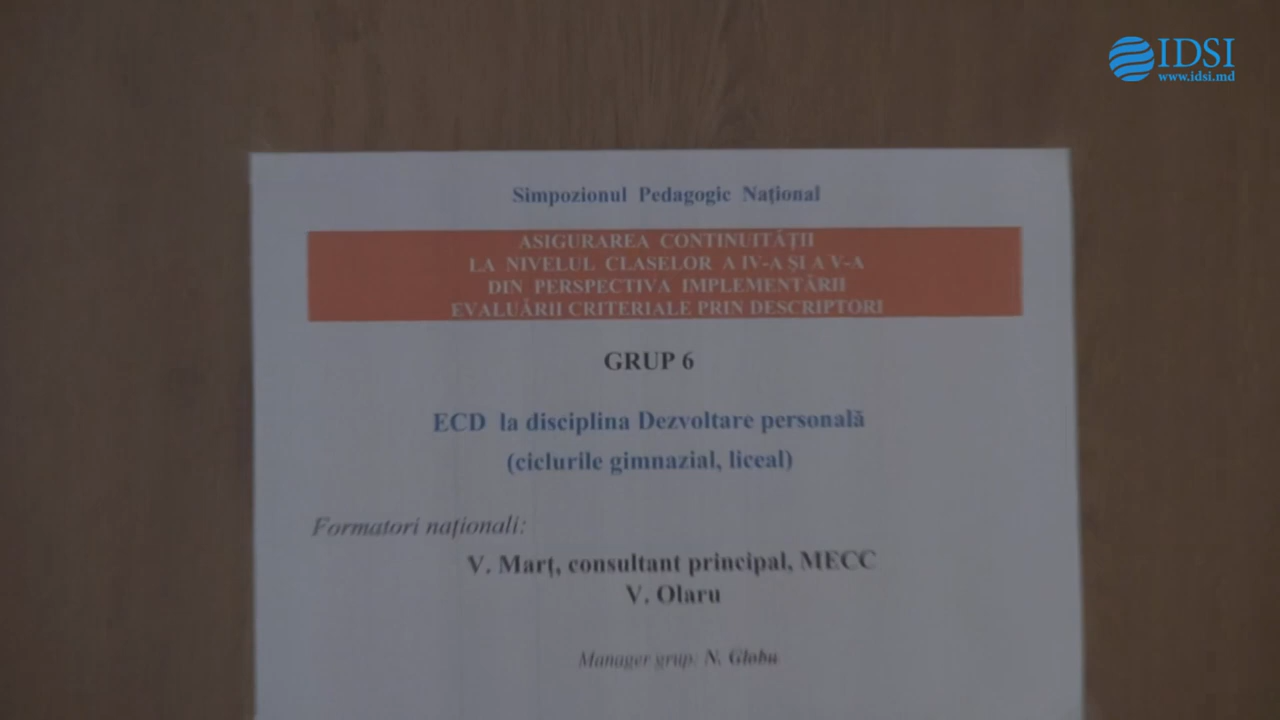 IDSI
www.idsi.md
Simpozionul Pedagogic Național
ASIGURAREA CONTINUITĂȚII
LA NIVELUL CLASELOR A IV-A ȘI A V-A
DIN PERSPECTIVA IMPLEMENTĂRII
EVALUĂRII CRITERIALE PRIN DESCRIPTORI
GRUP 6
ECD la disciplina Dezvoltare personală
(ciclurile gimnazial, liceal)
Formatori naționali:
V. Marț, consultant principal, MECC
V. Olaru
Manager grup: N. Globu